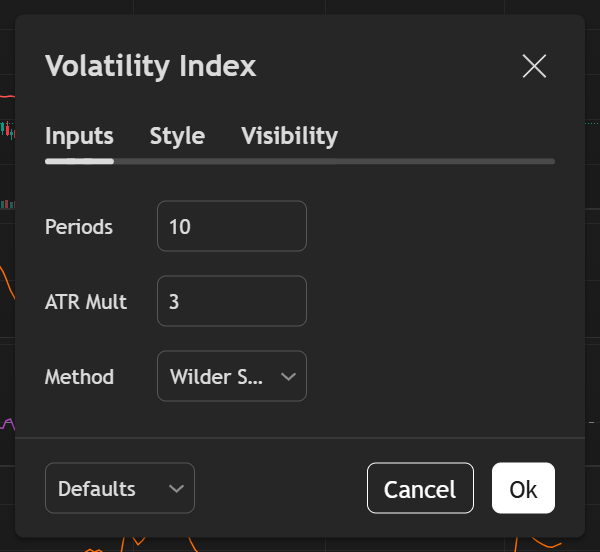 Volatility Index
Inputs Style Visibility
Periods 10
ATR Mult 3
Method Wilder S...
Defaults Cancel Ok